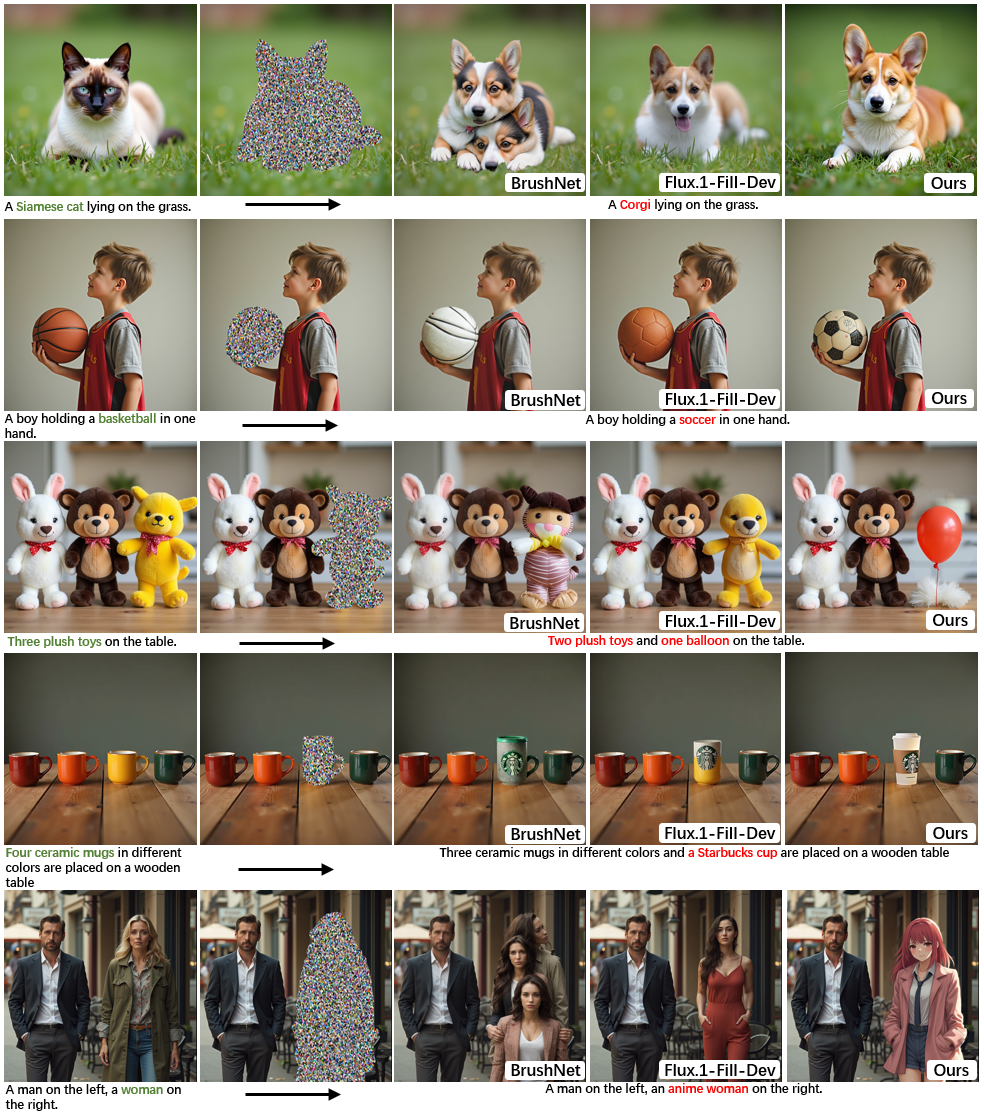 BrushNet
Flux.1-Fill-Dev
Ours
A Siamese cat lying on the grass.
A Corgi lying on the grass.
BrushNet
Flux.1-Fill-Dev
Ours
A boy holding a basketball in one
hand.
A boy holding a soccer in one hand.
BrushNet
Flux.1-Fill-Dev
Ours
Three plush toys on the table.
Two plush toys and one balloon on the table.
BrushNet
Flux.1-Fill-Dev
Ours
Four ceramic mugs in different
colors are placed on a wooden
table
Three ceramic mugs in different colors and a Starbucks cup are placed on a wooden table
BrushNet
Flux.1-Fill-Dev
Ours
A man on the left, a woman on
the right.
A man on the left, an anime woman on the right.